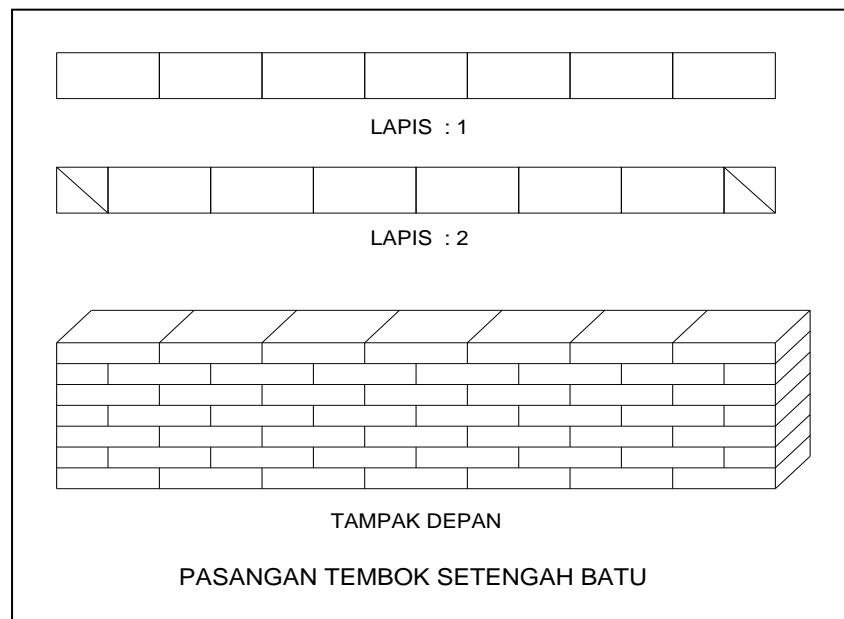 LAPIS : 1
LAPIS : 2
TAMPAK DEPAN
PASANGAN TEMBOK SETENGAH BATU